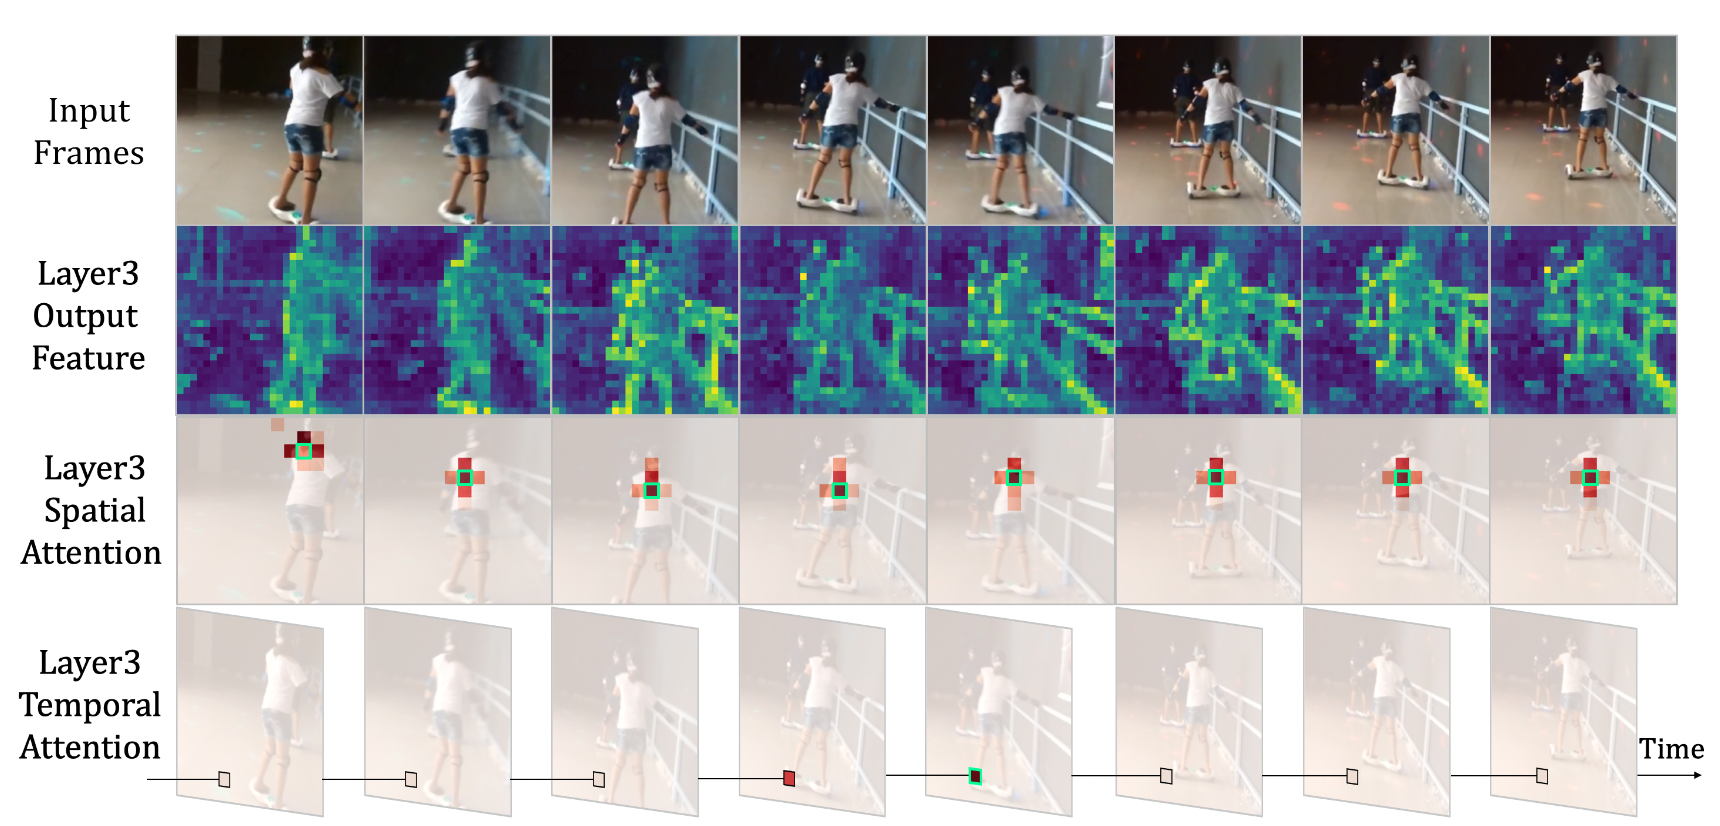 Input
Frames
Layer3
Output
Feature
Layer3
Spatial
Attention
Layer3
Temporal
Attention
Time